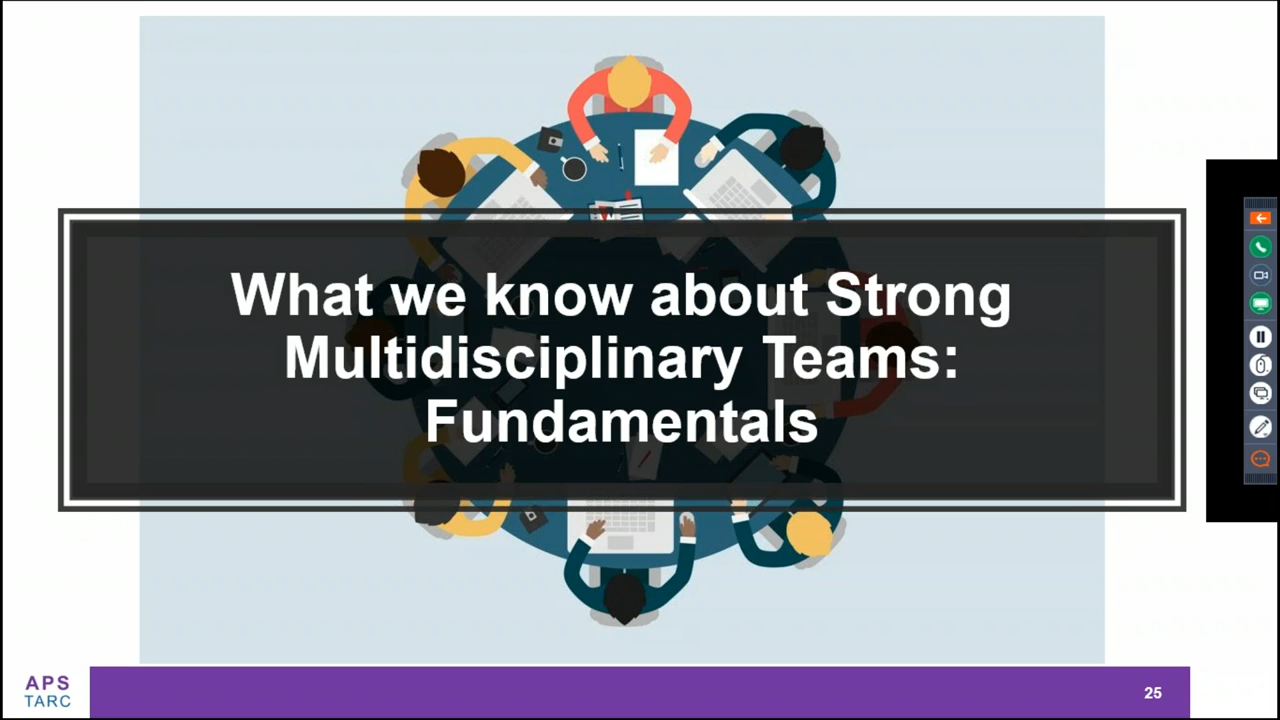 What we know about Strong
Multidisciplinary Teams:
Fundamentals
APS
TARC
25